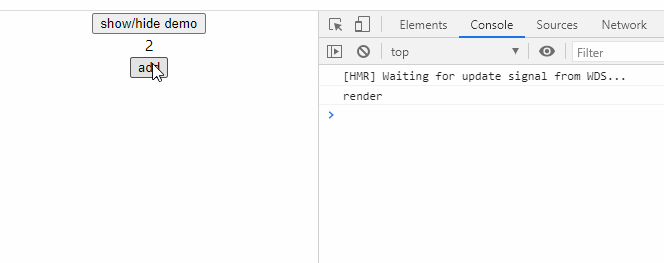 show/hide demo
2
add
Elements Console Sources Network
top Filter
[HMR] Waiting for update signal from WDS...
render